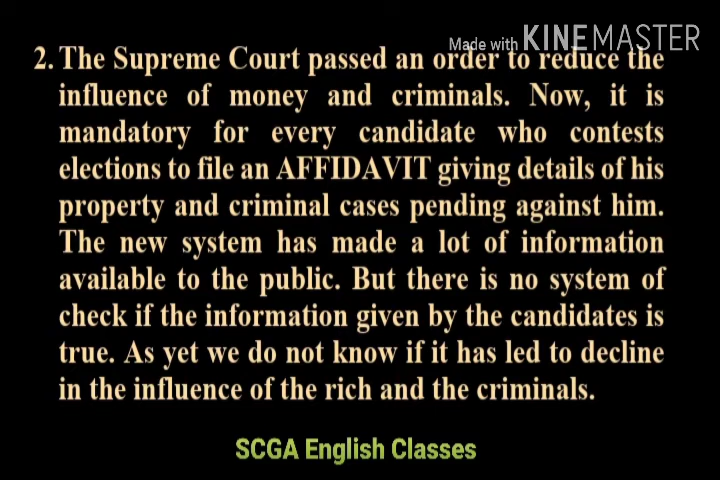 Made with KINEMASTER
2. The Supreme Court passed an order to reduce the
influence of money and criminals. Now, it is
mandatory for every candidate who contests
elections to file an AFFIDAVIT giving details of his
property and criminal cases pending against him.
The new system has made a lot of information
available to the public. But there is no system of
check if the information given by the candidates is
true. As yet we do not know if it has led to decline
in the influence of the rich and the criminals.
SCGA English Classes